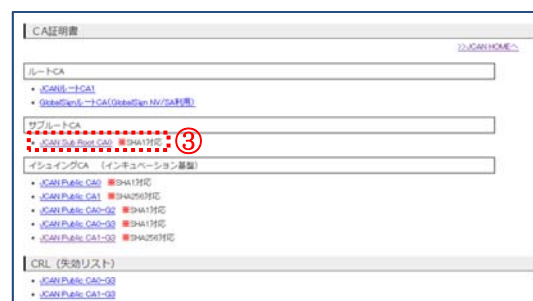 CA証明書
>>JCAN HOMEへ
ルートCA
• JCANルートCA1
• GlobalSignルートCA(GlobalSign NV/SA利用)
サブルートCA
• JCAN Sub Root CA0 ※SHA1対応
③
イシュイングCA (インキュベーション基盤)
• JCAN Public CA0 ※SHA1対応
• JCAN Public CA1 ※SHA256対応
• JCAN Public CA0-G2 ※SHA1対応
• JCAN Public CA0-G3 ※SHA1対応
• JCAN Public CA1-G3 ※SHA256対応
CRL (失効リスト)
• JCAN Public CA0-G3
• JCAN Public CA1-G3